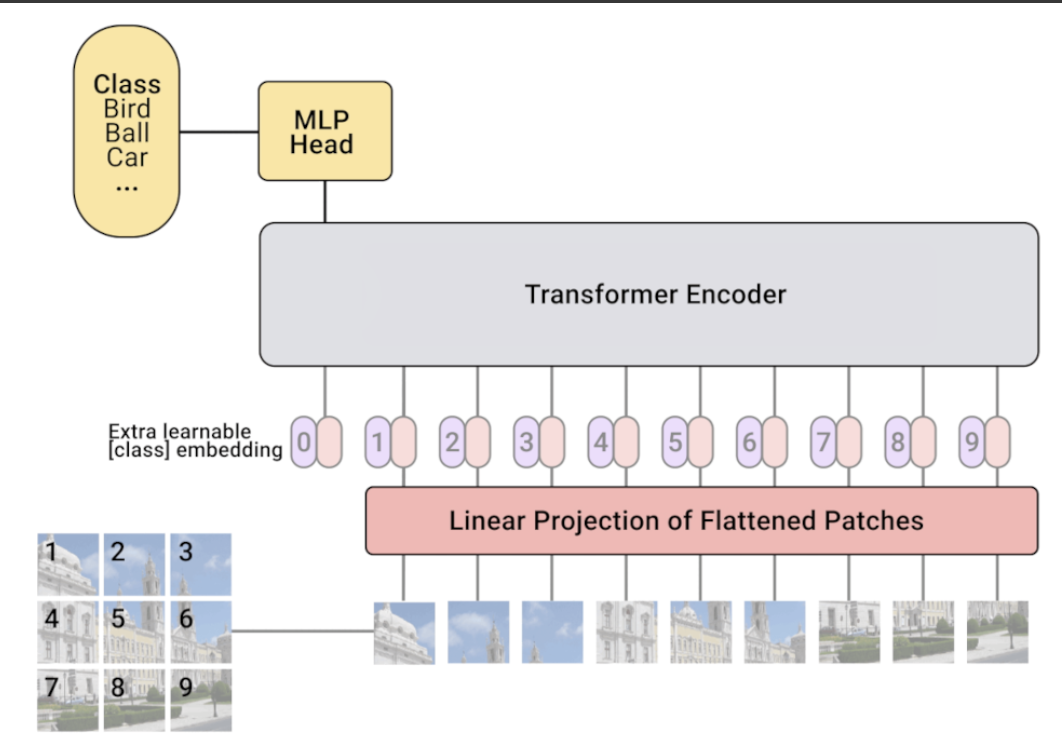 Class
Bird
Ball
Car
...
MLP
Head
Transformer Encoder
Extra learnable
[class] embedding
0 1 2 3 4 5 6 7 8 9
Linear Projection of Flattened Patches
1 2 3
4 5 6
7 8 9